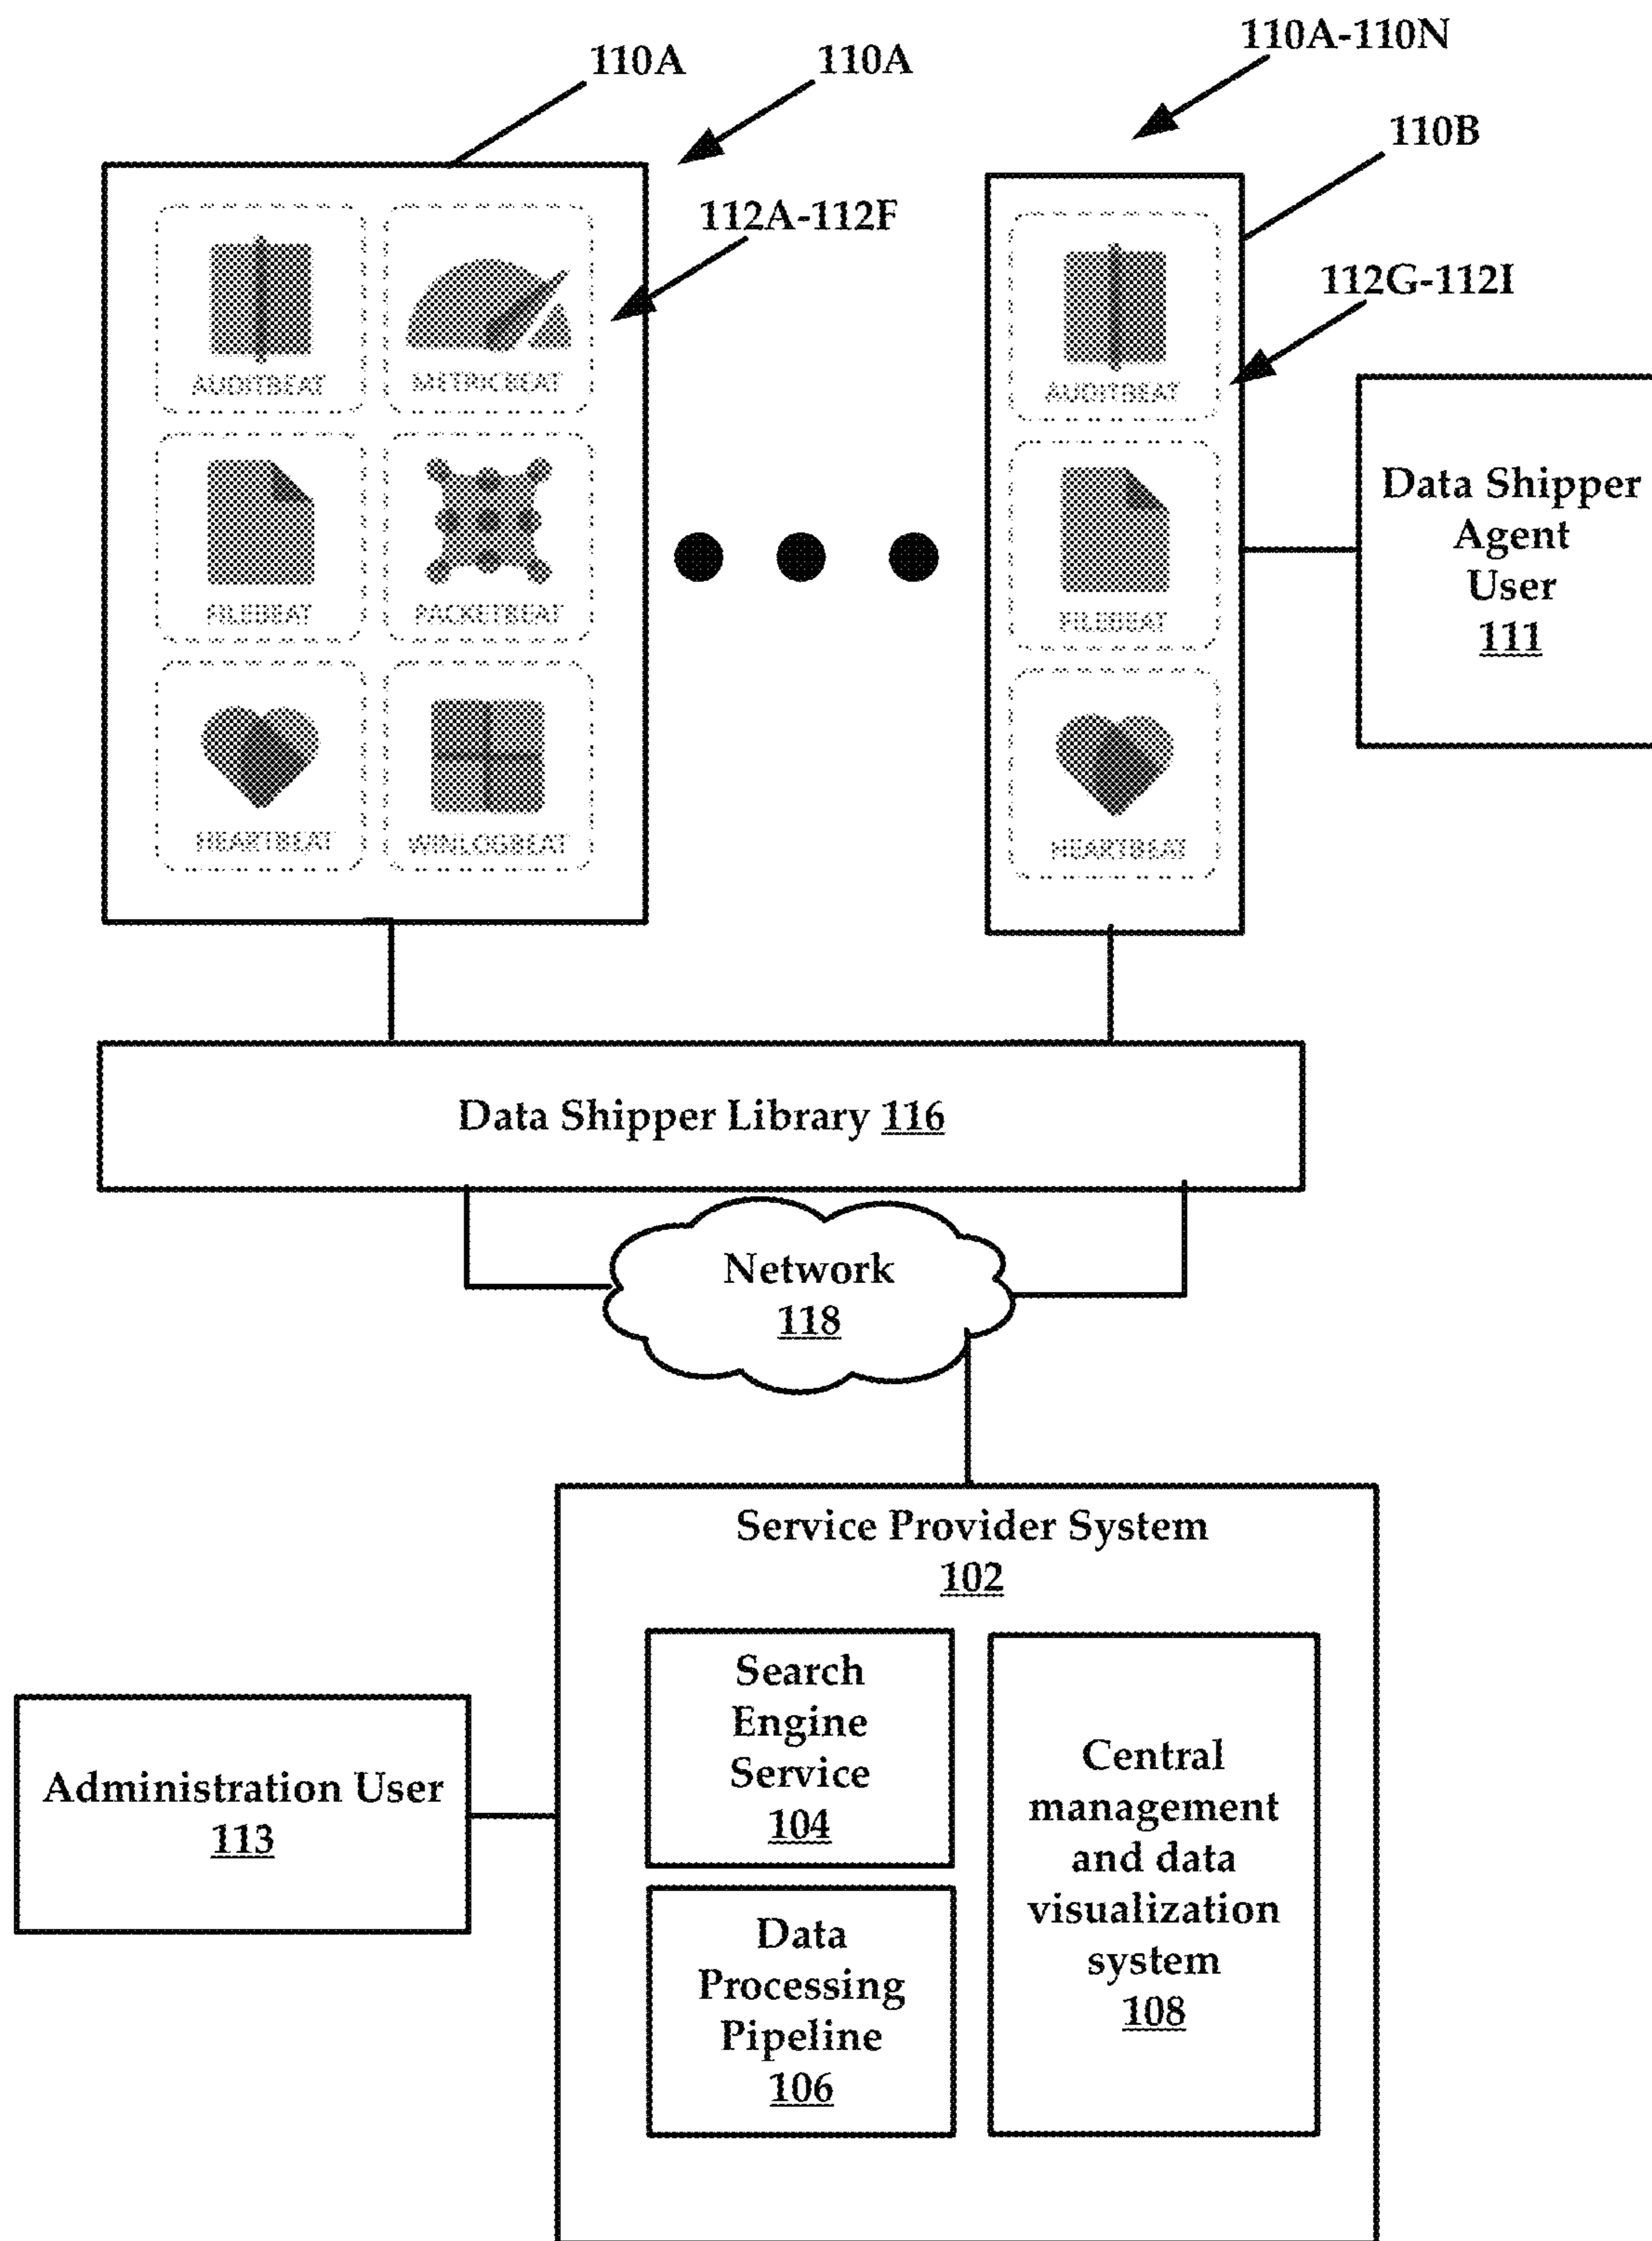 110A
110A
110A-110N
110B
112A-112F
112G-112I
AUDITBEAT
METRICBEAT
FILEBEAT
PACKETBEAT
HEARTBEAT
WINLOGBEAT
AUDITBEAT
FILEBEAT
HEARTBEAT
Data Shipper
Agent
User
111
Data Shipper Library 116
Network
118
Service Provider System
102
Search
Engine
Service
104
Data
Processing
Pipeline
106
Central
management
and data
visualization
system
108
Administration User
113